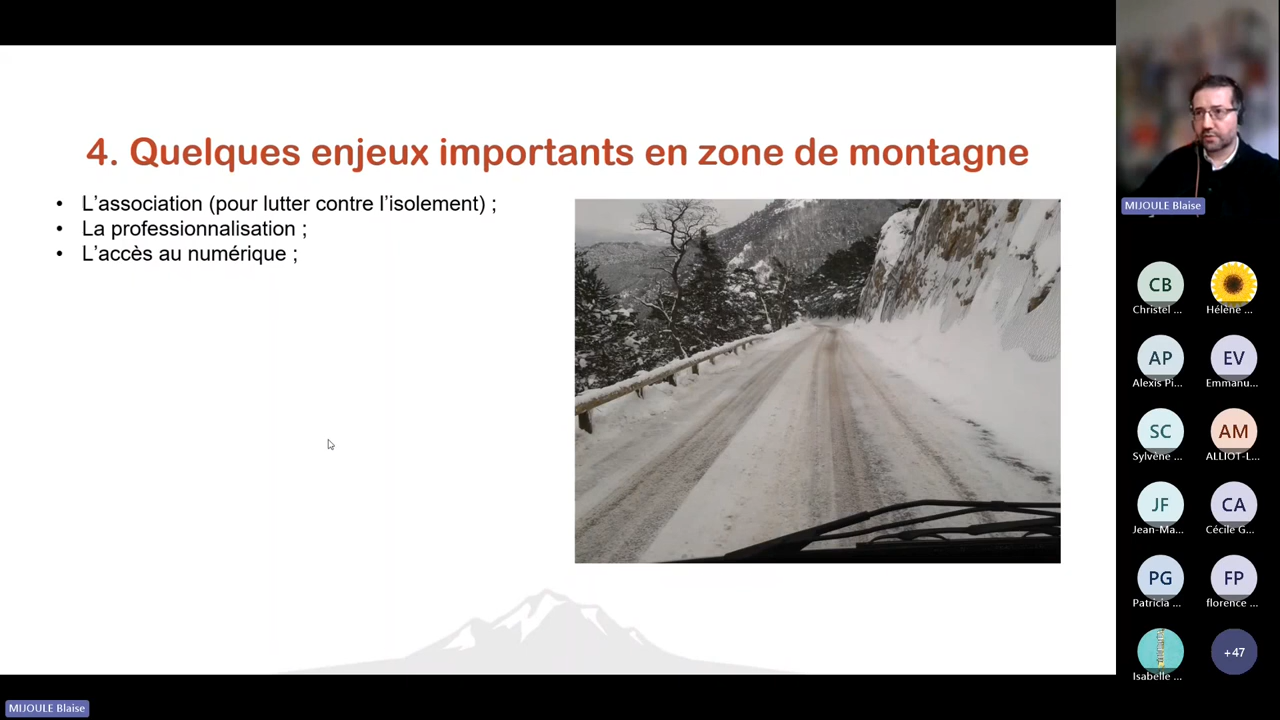 4. Quelques enjeux importants en zone de montagne
• L’association (pour lutter contre l’isolement) ;
• La professionnalisation ;
• L’accès au numérique ;
MIJOULE Blaise
CB
Christel ...
Hélène ...
AP
Alexis Pi...
EV
Emmanu...
SC
Sylvène ...
AM
ALLIOT-L...
JF
Jean-Ma...
CA
Cécile G...
PG
Patricia ...
FP
florence ...
Isabelle ...
+47
MIJOULE Blaise